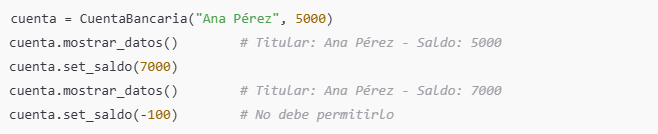 cuenta = CuentaBancaria("Ana Pérez", 5000)
cuenta.mostrar_datos()        # Titular: Ana Pérez - Saldo: 5000
cuenta.set_saldo(7000)
cuenta.mostrar_datos()        # Titular: Ana Pérez - Saldo: 7000
cuenta.set_saldo(-100)        # No debe permitirlo